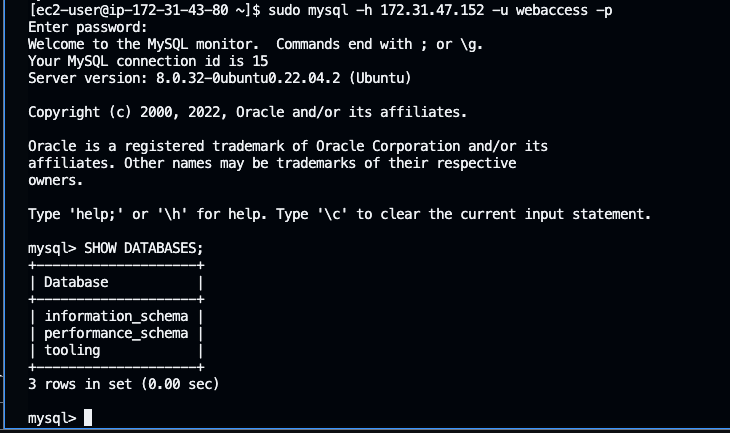 [ec2-user@ip-172-31-43-80 ~]$ sudo mysql -h 172.31.47.152 -u webaccess -p
Enter password:
Welcome to the MySQL monitor.  Commands end with ; or \g.
Your MySQL connection id is 15
Server version: 8.0.32-0ubuntu0.22.04.2 (Ubuntu)
Copyright (c) 2000, 2022, Oracle and/or its affiliates.
Oracle is a registered trademark of Oracle Corporation and/or its
affiliates. Other names may be trademarks of their respective
owners.
Type 'help;' or '\h' for help. Type '\c' to clear the current input statement.
mysql> SHOW DATABASES;
+--------------------+
| Database           |
+--------------------+
| information_schema |
| performance_schema |
| tooling            |
+--------------------+
3 rows in set (0.00 sec)
mysql>